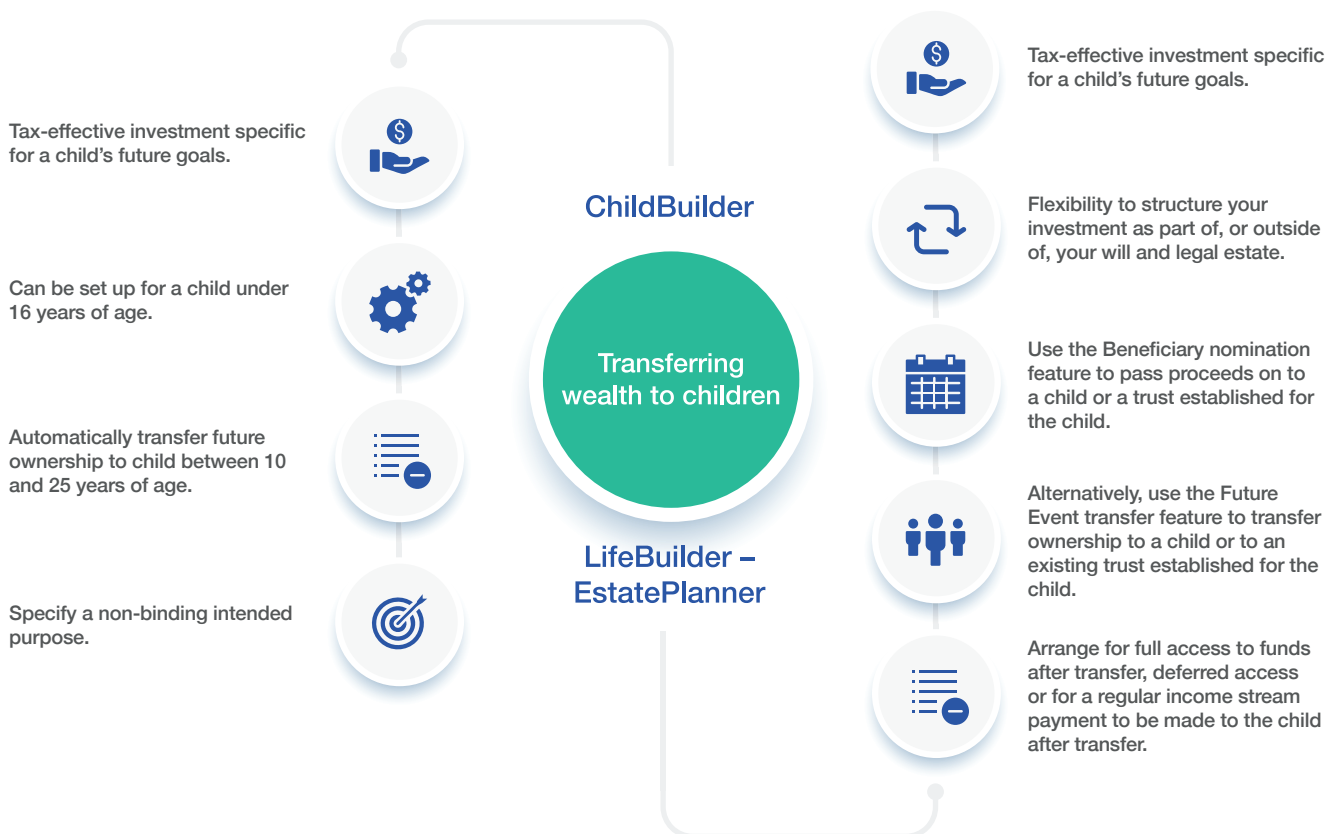 ChildBuilder
Transferring
wealth to children
LifeBuilder –
EstatePlanner
Tax-effective investment specific
for a child’s future goals.
Can be set up for a child under
16 years of age.
Automatically transfer future
ownership to child between 10
and 25 years of age.
Specify a non-binding intended
purpose.
Tax-effective investment specific
for a child’s future goals.
Flexibility to structure your
investment as part of, or outside
of, your will and legal estate.
Use the Beneficiary nomination
feature to pass proceeds on to
a child or a trust established for
the child.
Alternatively, use the Future
Event transfer feature to transfer
ownership to a child or to an
existing trust established for the
child.
Arrange for full access to funds
after transfer, deferred access
or for a regular income stream
payment to be made to the child
after transfer.
$
$